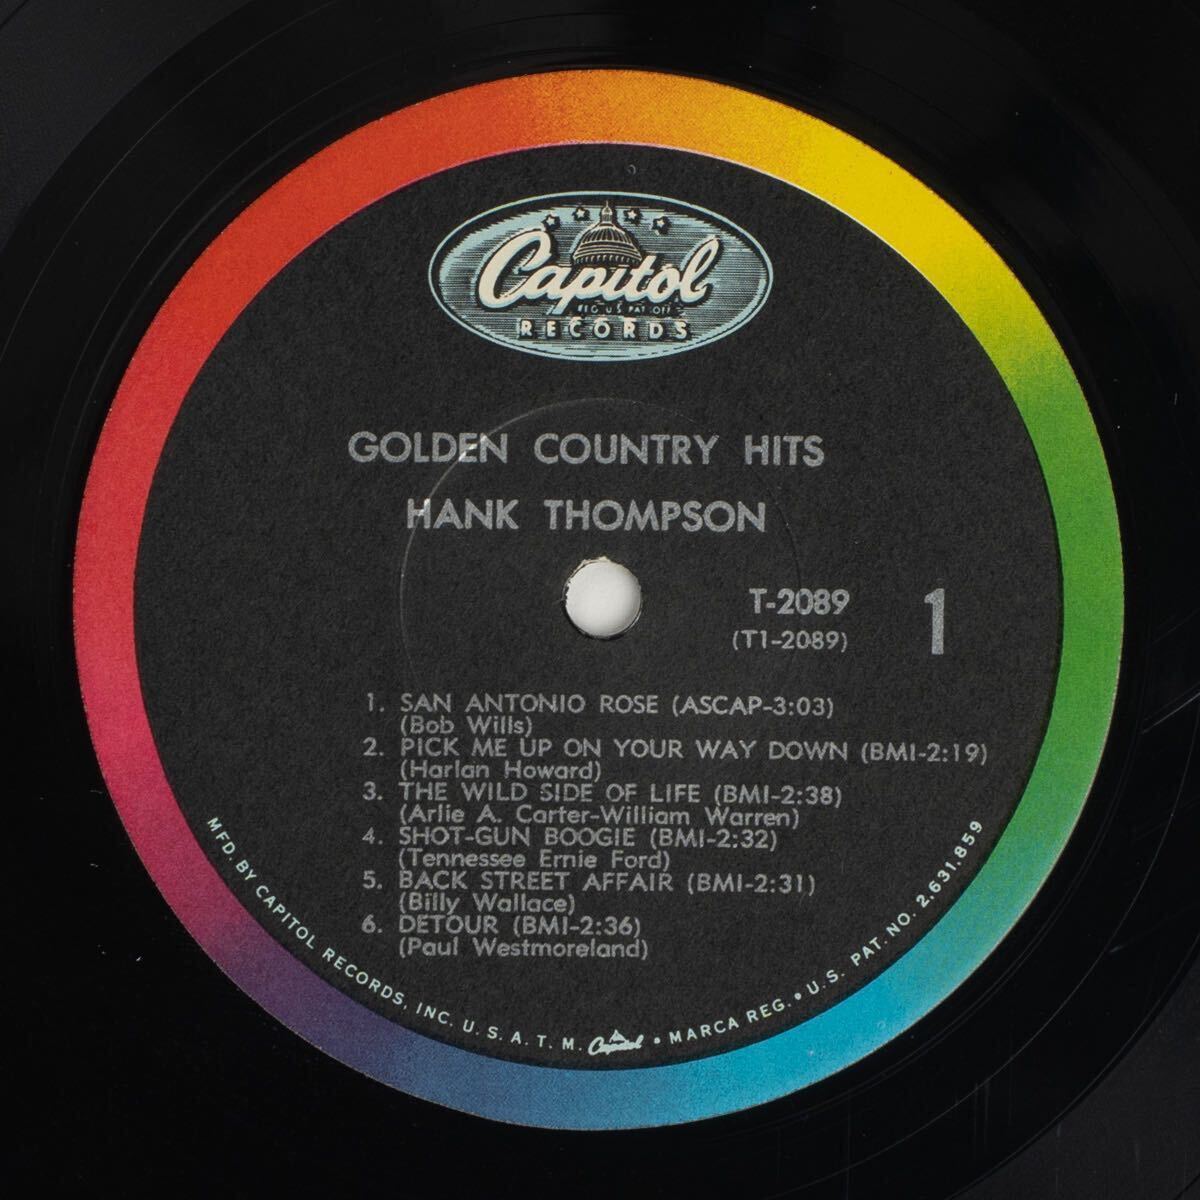 Capitol
REG U.S. PAT. OFF.
RECORDS
GOLDEN COUNTRY HITS
HANK THOMPSON
T-2089
(T1-2089)
1
1. SAN ANTONIO ROSE (ASCAP-3:03)
(Bob Wills)
2. PICK ME UP ON YOUR WAY DOWN (BMI-2:19)
(Harlan Howard)
3. THE WILD SIDE OF LIFE (BMI-2:38)
(Arlie A. Carter-William Warren)
4. SHOT-GUN BOOGIE (BMI-2:32)
(Tennessee Ernie Ford)
5. BACK STREET AFFAIR (BMI-2:31)
(Billy Wallace)
6. DETOUR (BMI-2:36)
(Paul Westmoreland)
MFD. BY CAPITOL RECORDS, INC. U. S. A. T. M. Capitol • MARCA REG. • U.S. PAT. NO. 2,631,859